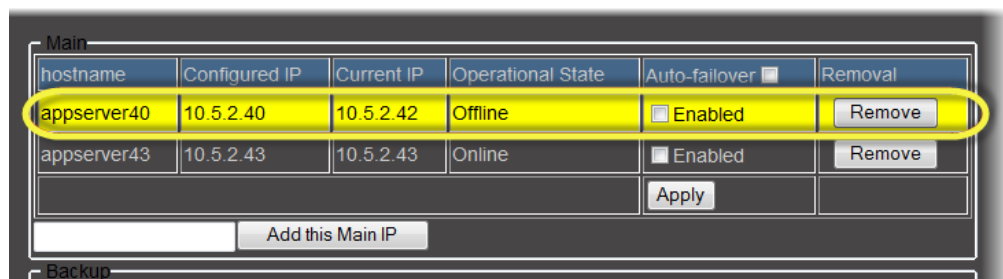 Main
hostname Configured IP Current IP Operational State Auto-failover Removal
appserver40 10.5.2.40 10.5.2.42 Offline Enabled Remove
appserver43 10.5.2.43 10.5.2.43 Online Enabled Remove
Apply
Add this Main IP
Backup